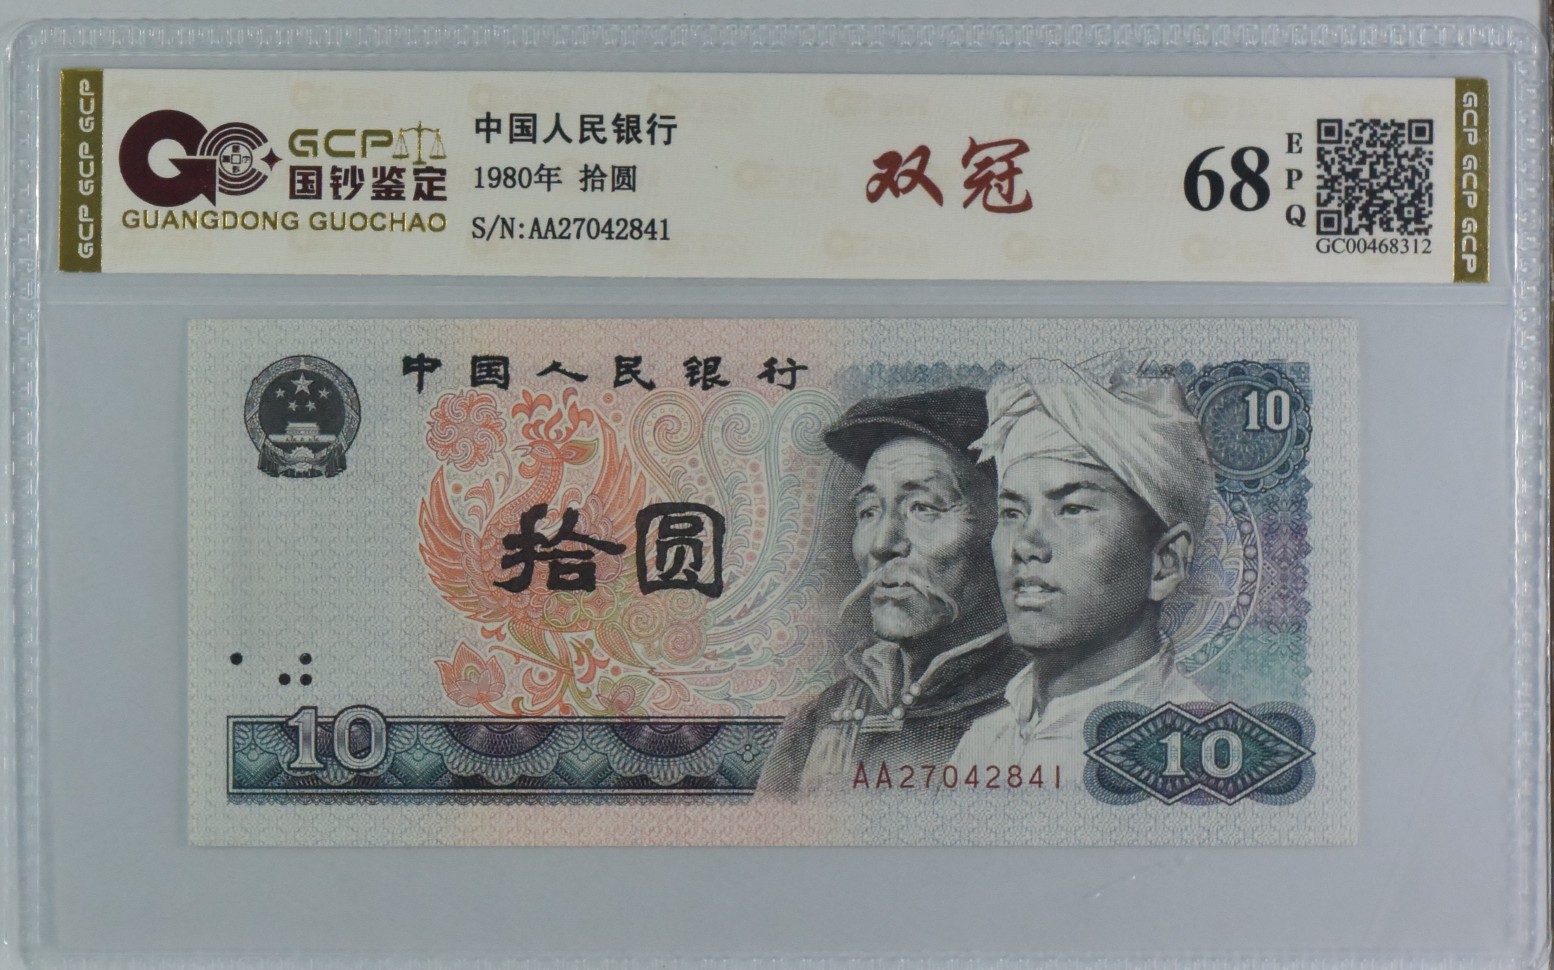 GCP GCP GCP
GCP
国钞鉴定
GUANGDONG GUOCHAO
中国人民银行
1980年 拾圆
S/N:AA27042841
双冠
68
EPQ
GC00468312
GCP GCP GCP
中国人民银行
10
拾圆
10
AA27042841
10